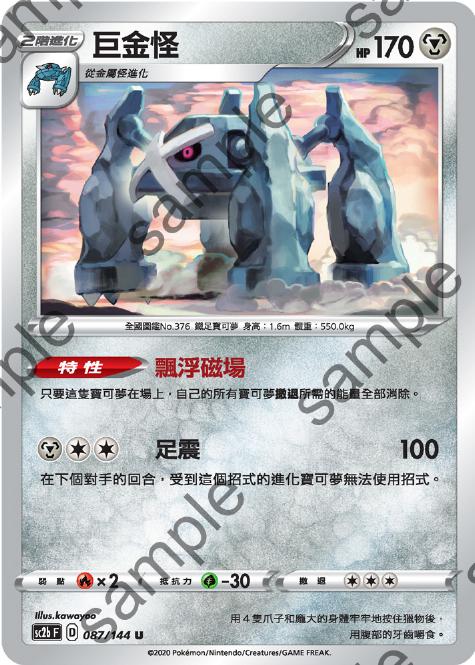 2階進化
巨金怪
HP 170
從金屬怪進化
全國圖鑑No.376 鐵足寶可夢 身高:1.6m 體重:550.0kg
特性 飄浮磁場
只要這隻寶可夢在場上,自己的所有寶可夢撤退所需的能量全部消除。
足震 100
在下個對手的回合,受到這個招式的進化寶可夢無法使用招式。
弱點 ×2 抵抗力 -30 撤退
Illus.kawayoo
sc2b F D 087/144 U
用4隻爪子和龐大的身體牢牢地按住獵物後,
用腹部的牙齒嚼食。
©2020 Pokémon/Nintendo/Creatures/GAME FREAK.
sample
sample
sample
sample
sample
sample
sample